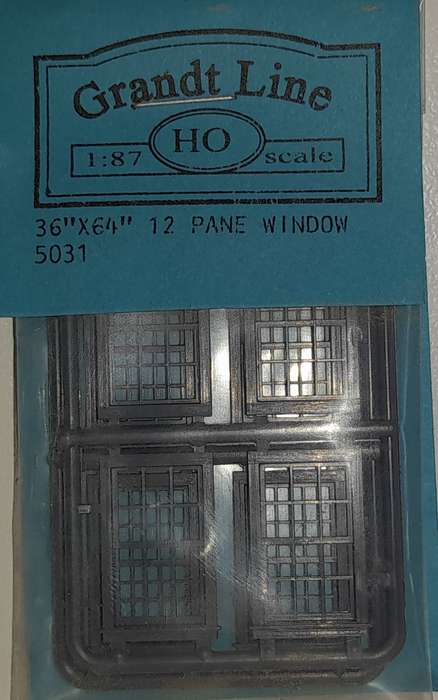 Grandt Line
HO
1:87 scale
36"X64" 12 PANE WINDOW
5031